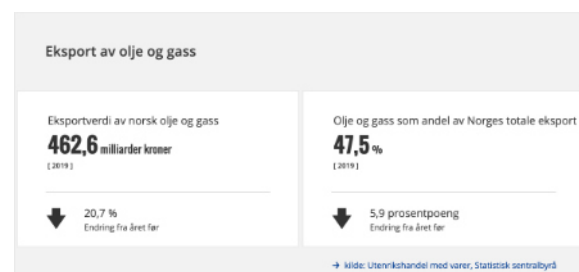 Eksport av olje og gass
Eksportverdi av norsk olje og gass
462,6 milliarder kroner
[ 2019 ]
20,7 %
Endring fra året før
Olje og gass som andel av Norges totale eksport
47,5 %
[ 2019 ]
5,9 prosentpoeng
Endring fra året før
→ kilde: Utenrikshandel med varer, Statistisk sentralbyrå